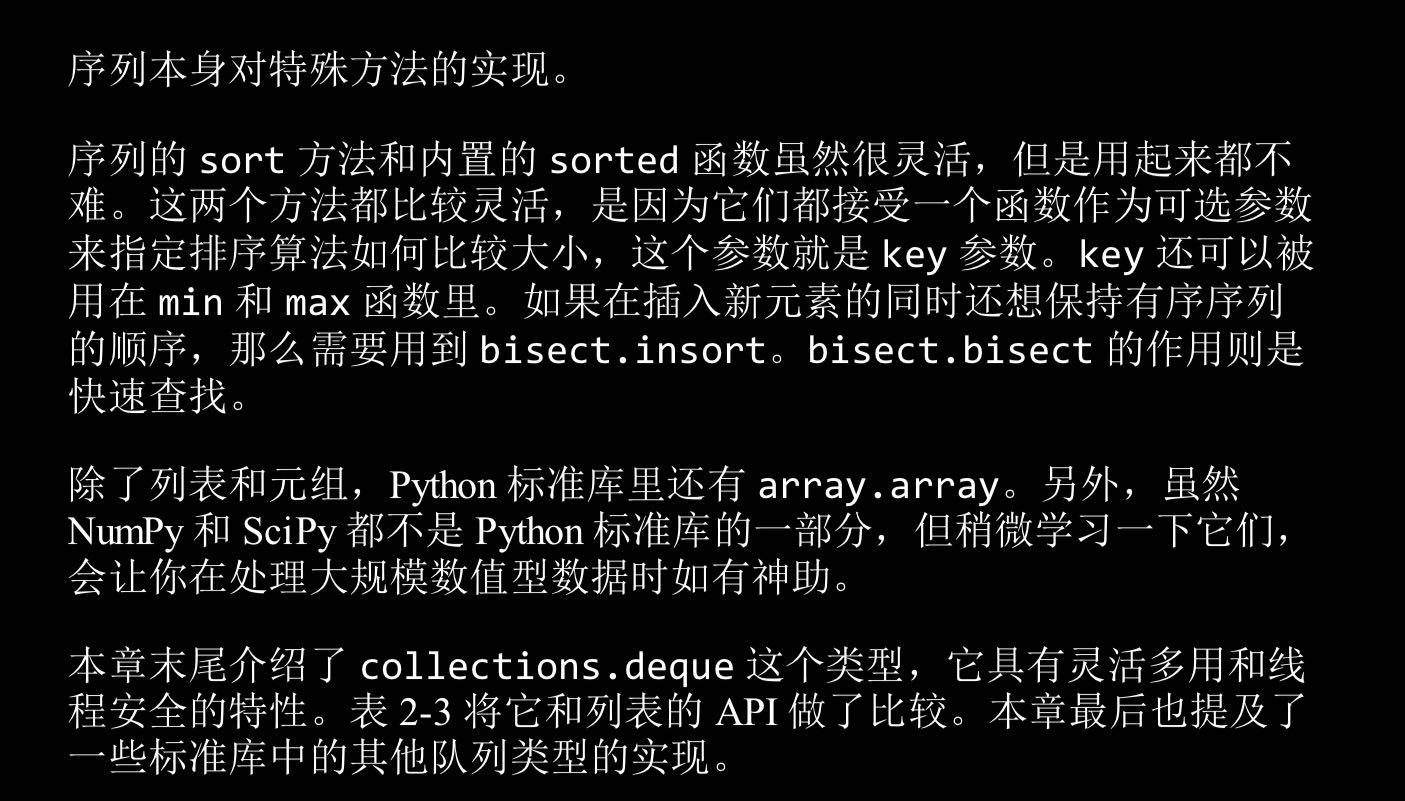 序列本身对特殊方法的实现。
序列的 sort 方法和内置的 sorted 函数虽然很灵活，但是用起来都不
难。这两个方法都比较灵活，是因为它们都接受一个函数作为可选参数
来指定排序算法如何比较大小，这个参数就是 key 参数。key 还可以被
用在 min 和 max 函数里。如果在插入新元素的同时还想保持有序序列
的顺序，那么需要用到 bisect.insort。bisect.bisect 的作用则是
快速查找。
除了列表和元组，Python 标准库里还有 array.array。另外，虽然
NumPy 和 SciPy 都不是 Python 标准库的一部分，但稍微学习一下它们，
会让你在处理大规模数值型数据时如有神助。
本章末尾介绍了 collections.deque 这个类型，它具有灵活多用和线
程安全的特性。表 2-3 将它和列表的 API 做了比较。本章最后也提及了
一些标准库中的其他队列类型的实现。